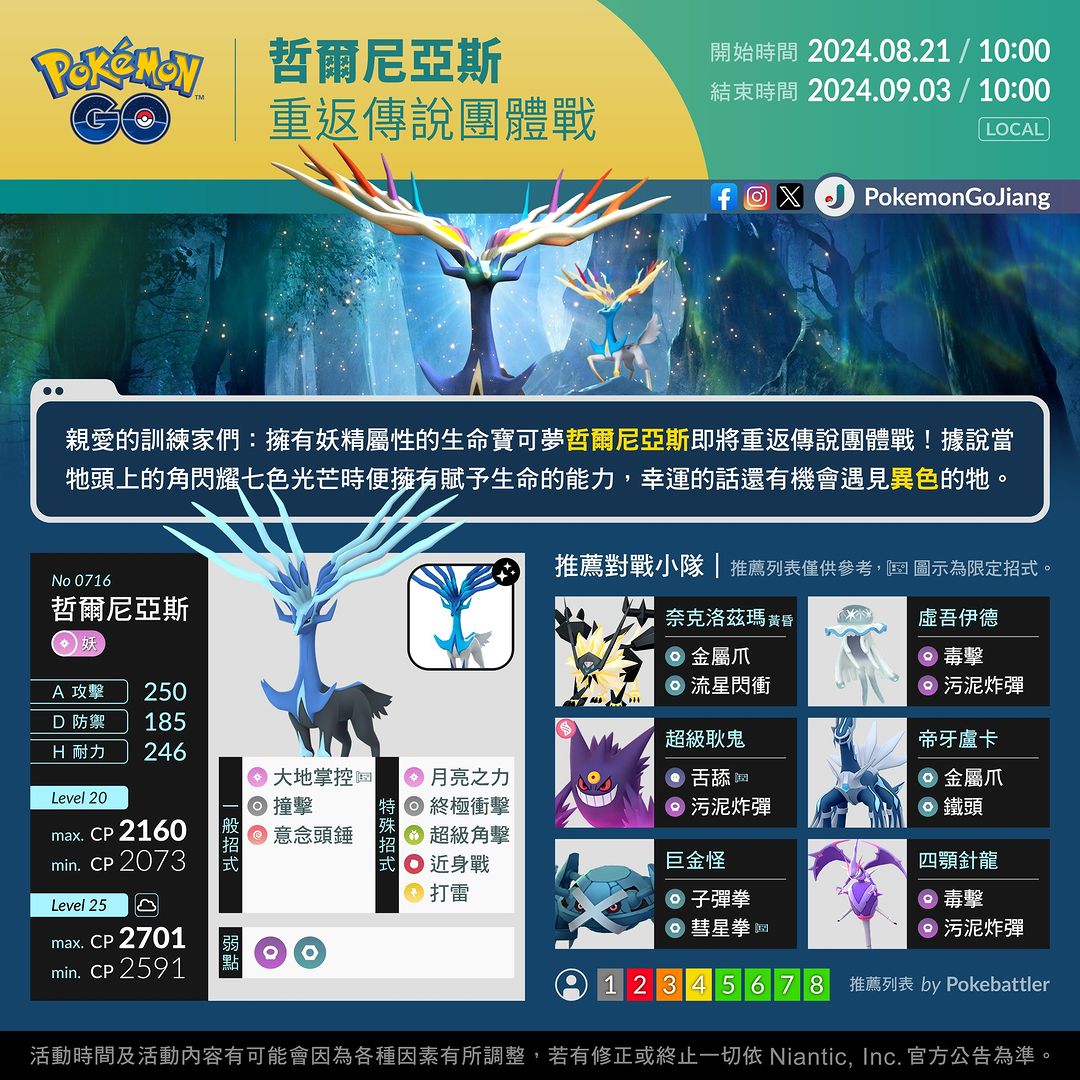 POKÉMON
GO
TM
哲爾尼亞斯
重返傳說團體戰
開始時間 2024.08.21 / 10:00
結束時間 2024.09.03 / 10:00
LOCAL
PokemonGoJiang
親愛的訓練家們：擁有妖精屬性的生命寶可夢哲爾尼亞斯即將重返傳說團體戰！據說當
牠頭上的角閃耀七色光芒時便擁有賦予生命的能力，幸運的話還有機會遇見異色的牠。
No 0716
哲爾尼亞斯
妖
A 攻擊 250
D 防禦 185
H 耐力 246
Level 20
max. CP 2160
min. CP 2073
Level 25
max. CP 2701
min. CP 2591
一般招式
大地掌控
撞擊
意念頭錘
特殊招式
月亮之力
終極衝擊
超級角擊
近身戰
打雷
弱點
推薦對戰小隊｜推薦列表僅供參考，圖示為限定招式。
奈克洛茲瑪黃昏
金屬爪
流星閃衝
虛吾伊德
毒擊
污泥炸彈
超級耿鬼
舌舔
污泥炸彈
帝牙盧卡
金屬爪
鐵頭
巨金怪
子彈拳
彗星拳
四顎針龍
毒擊
污泥炸彈
1 2 3 4 5 6 7 8
推薦列表 by Pokebattler
活動時間及活動內容有可能會因為各種因素有所調整，若有修正或終止一切依 Niantic, Inc. 官方公告為準。